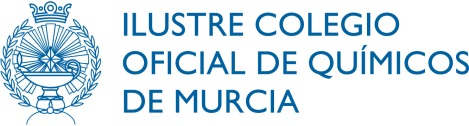 ILUSTRE COLEGIO
OFICIAL DE QUÍMICOS
DE MURCIA